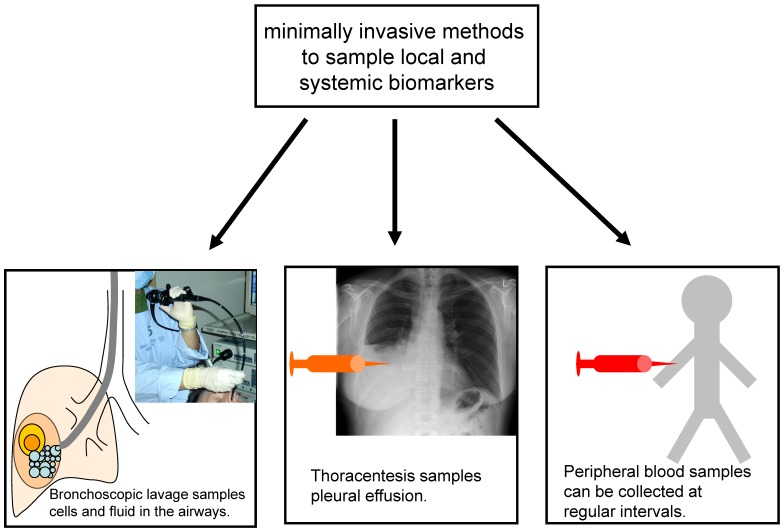 minimally invasive methods
to sample local and
systemic biomarkers
Bronchoscopic lavage samples
cells and fluid in the airways.
L
Thoracentesis samples
pleural effusion.
Peripheral blood samples
can be collected at
regular intervals.